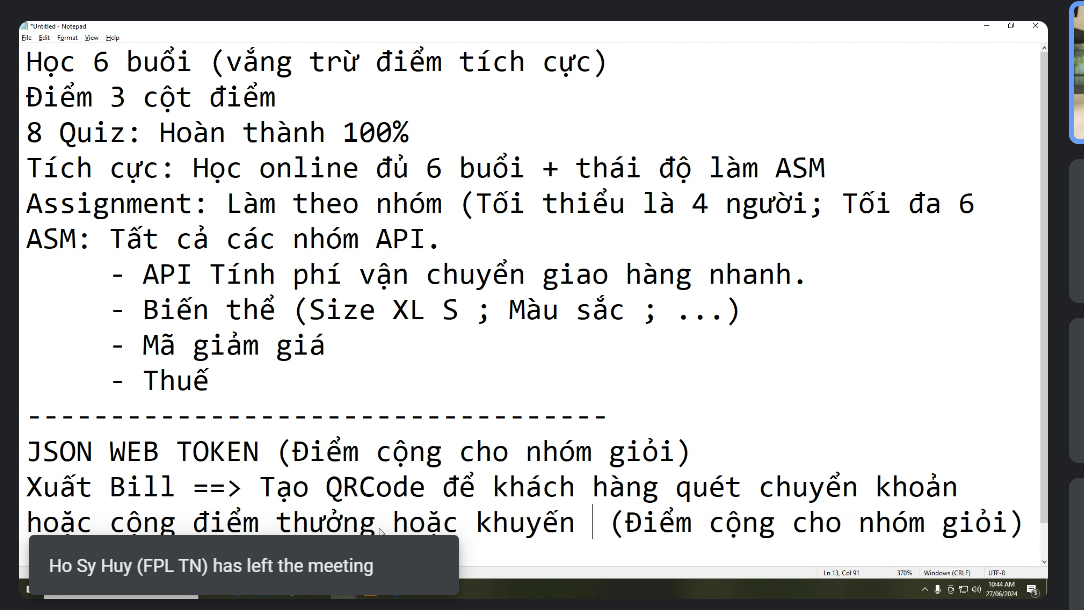 *Untitled - Notepad
File Edit Format View Help
Học 6 buổi (vắng trừ điểm tích cực)
Điểm 3 cột điểm
8 Quiz: Hoàn thành 100%
Tích cực: Học online đủ 6 buổi + thái độ làm ASM
Assignment: Làm theo nhóm (Tối thiểu là 4 người; Tối đa 6
ASM: Tất cả các nhóm API.
- API Tính phí vận chuyển giao hàng nhanh.
- Biến thể (Size XL S ; Màu sắc ; ...)
- Mã giảm giá
- Thuế
-----------------------------------
JSON WEB TOKEN (Điểm cộng cho nhóm giỏi)
Xuất Bill ==> Tạo QRCode để khách hàng quét chuyển khoản
hoặc cộng điểm thưởng hoặc khuyến (Điểm cộng cho nhóm giỏi)
Ho Sy Huy (FPL TN) has left the meeting
Ln 13, Col 91 370% Windows (CRLF) UTF-8
10:44 AM
27/06/2024